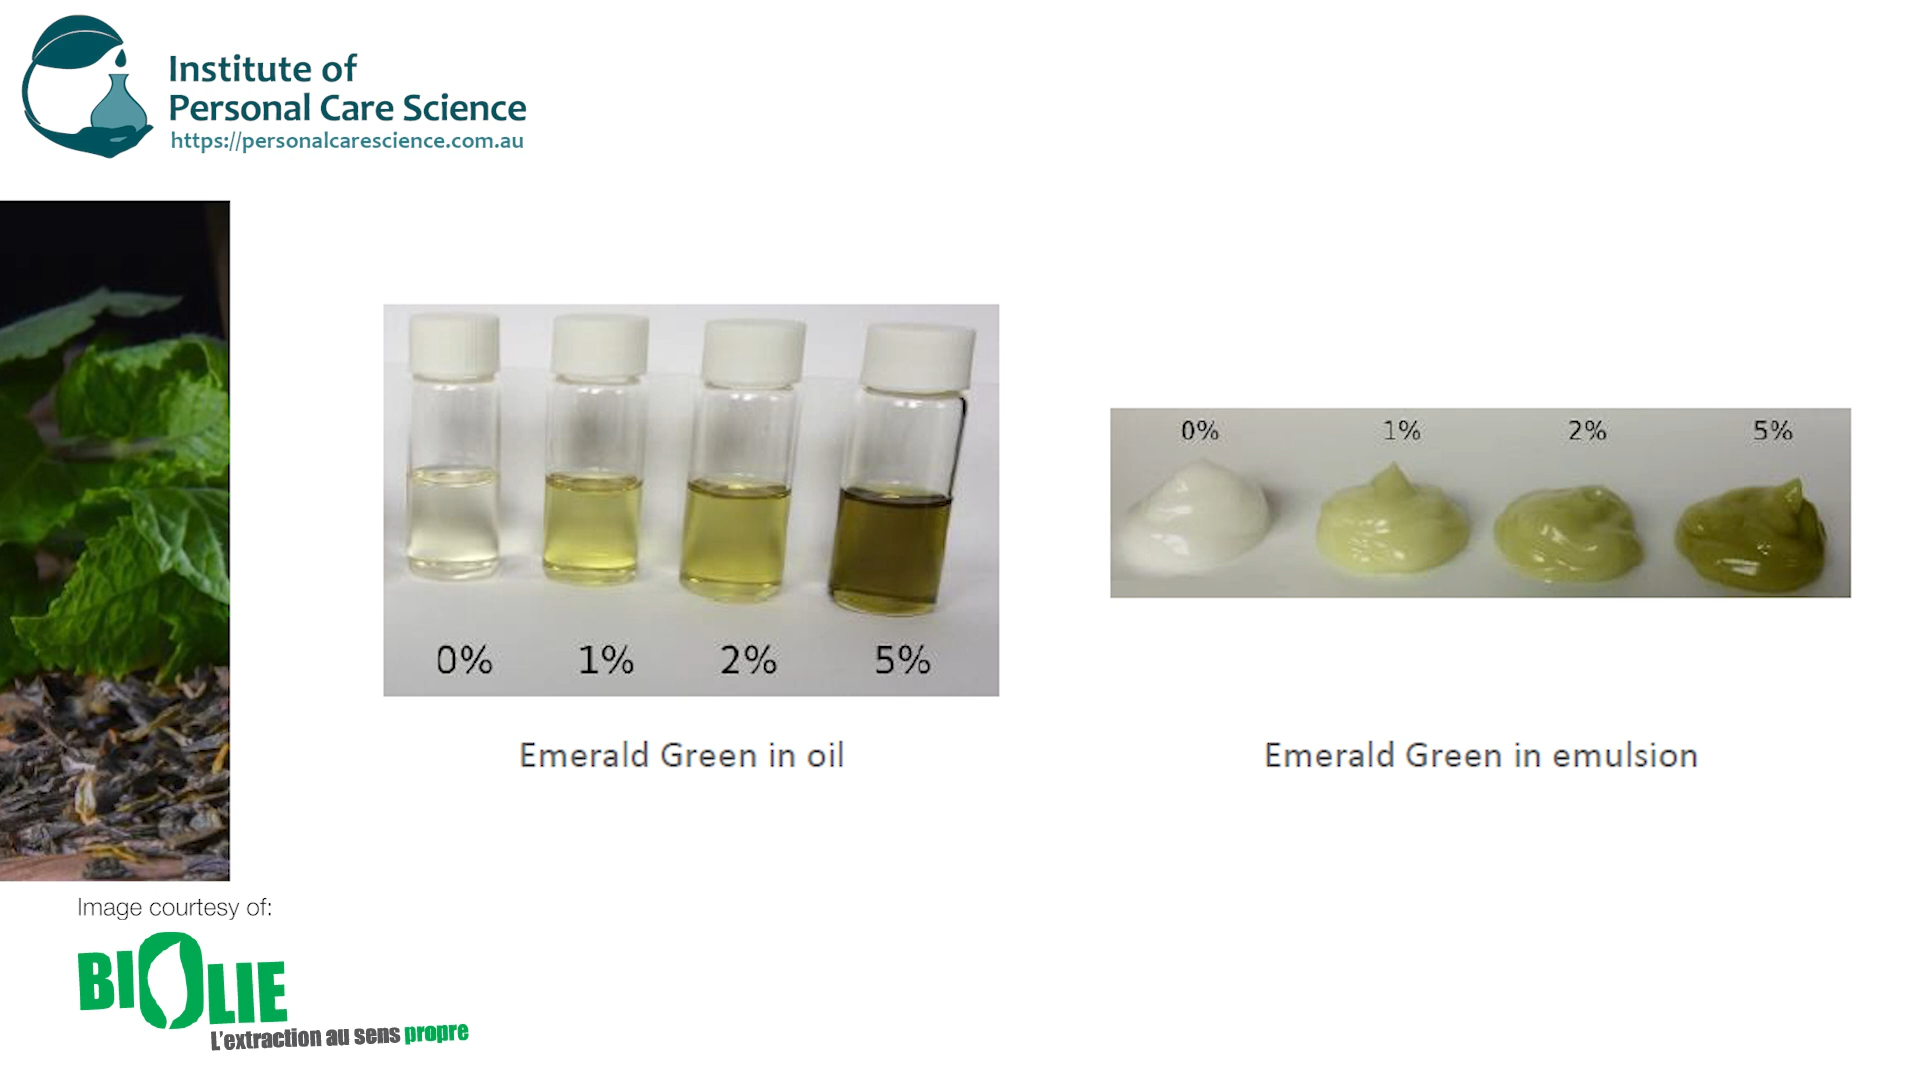 Institute of
Personal Care Science
https://personalcarescience.com.au
0% 1% 2% 5%
Emerald Green in oil
0% 1% 2% 5%
Emerald Green in emulsion
Image courtesy of:
BIOLIE
L'extraction au sens propre